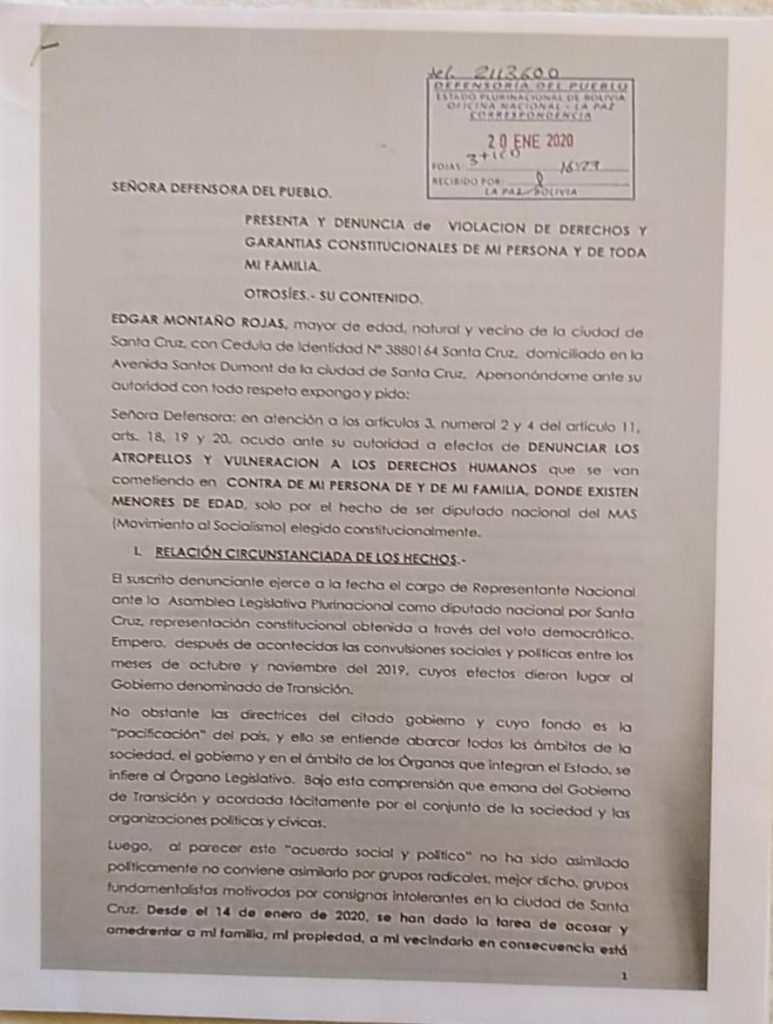 tel. 2113600
DEFENSORIA DEL PUEBLO
ESTADO PLURINACIONAL DE BOLIVIA
OFICINA NACIONAL - LA PAZ
CORRESPONDENCIA
20 ENE 2020
FOJAS: 3+1CD 16:27
RECIBIDO POR:
LA PAZ - BOLIVIA
SEÑORA DEFENSORA DEL PUEBLO.
PRESENTA Y DENUNCIA de VIOLACION DE DERECHOS Y
GARANTIAS CONSTITUCIONALES DE MI PERSONA Y DE TODA
MI FAMILIA.
OTROSÍES.- SU CONTENIDO.
EDGAR MONTAÑO ROJAS, mayor de edad, natural y vecino de la ciudad de
Santa Cruz, con Cedula de Identidad Nº 3880164 Santa Cruz, domiciliado en la
Avenida Santos Dumont de la ciudad de Santa Cruz, Apersonándome ante su
autoridad con todo respeto expongo y pido:
Señora Defensora: en atención a los artículos 3, numeral 2 y 4 del artículo 11,
arts. 18, 19 y 20, acudo ante su autoridad a efectos de DENUNCIAR LOS
ATROPELLOS Y VULNERACION A LOS DERECHOS HUMANOS que se van
cometiendo en CONTRA DE MI PERSONA DE Y DE MI FAMILIA, DONDE EXISTEN
MENORES DE EDAD, solo por el hecho de ser diputado nacional del MAS
(Movimiento al Socialismo) elegido constitucionalmente.
I. RELACIÓN CIRCUNSTANCIADA DE LOS HECHOS.-
El suscrito denunciante ejerce a la fecha el cargo de Representante Nacional
ante la Asamblea Legislativa Plurinacional como diputado nacional por Santa
Cruz, representación constitucional obtenida a través del voto democrático.
Empero, después de acontecidas las convulsiones sociales y políticas entre los
meses de octubre y noviembre del 2019, cuyos efectos dieron lugar al
Gobierno denominado de Transición.
No obstante las directrices del citado gobierno y cuyo fondo es la
"pacificación" del país, y ello se entiende abarcar todos los ámbitos de la
sociedad, el gobierno y en el ámbito de los Órganos que integran el Estado, se
infiere al Órgano Legislativo. Bajo esta comprensión que emana del Gobierno
de Transición y acordada tácitamente por el conjunto de la sociedad y las
organizaciones políticas y cívicas.
Luego, al parecer este "acuerdo social y político" no ha sido asimilado
políticamente no conviene asimilarlo por grupos radicales, mejor dicho, grupos
fundamentalistas motivados por consignas intolerantes en la ciudad de Santa
Cruz. Desde el 14 de enero de 2020, se han dado la tarea de acosar y
amedrentar a mi familia, mi propiedad, a mi vecindario en consecuencia está
1